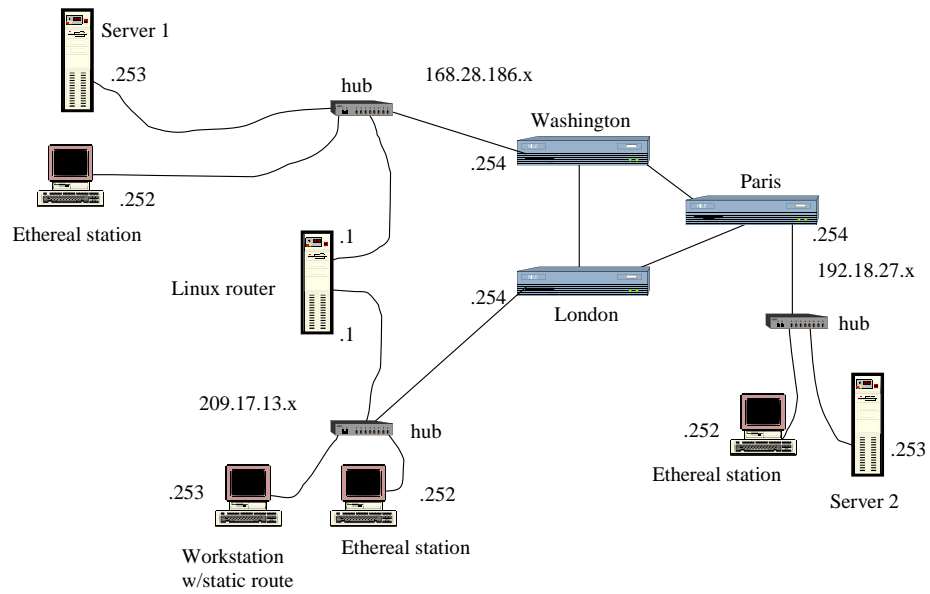 Server 1
.253
hub
168.28.186.x
Washington
.254
.252
Ethereal station
Paris
.254
192.18.27.x
.1
Linux router
.1
.254
London
hub
209.17.13.x
hub
.253
.252
Workstation
w/static route
Ethereal station
.252
Ethereal station
.253
Server 2